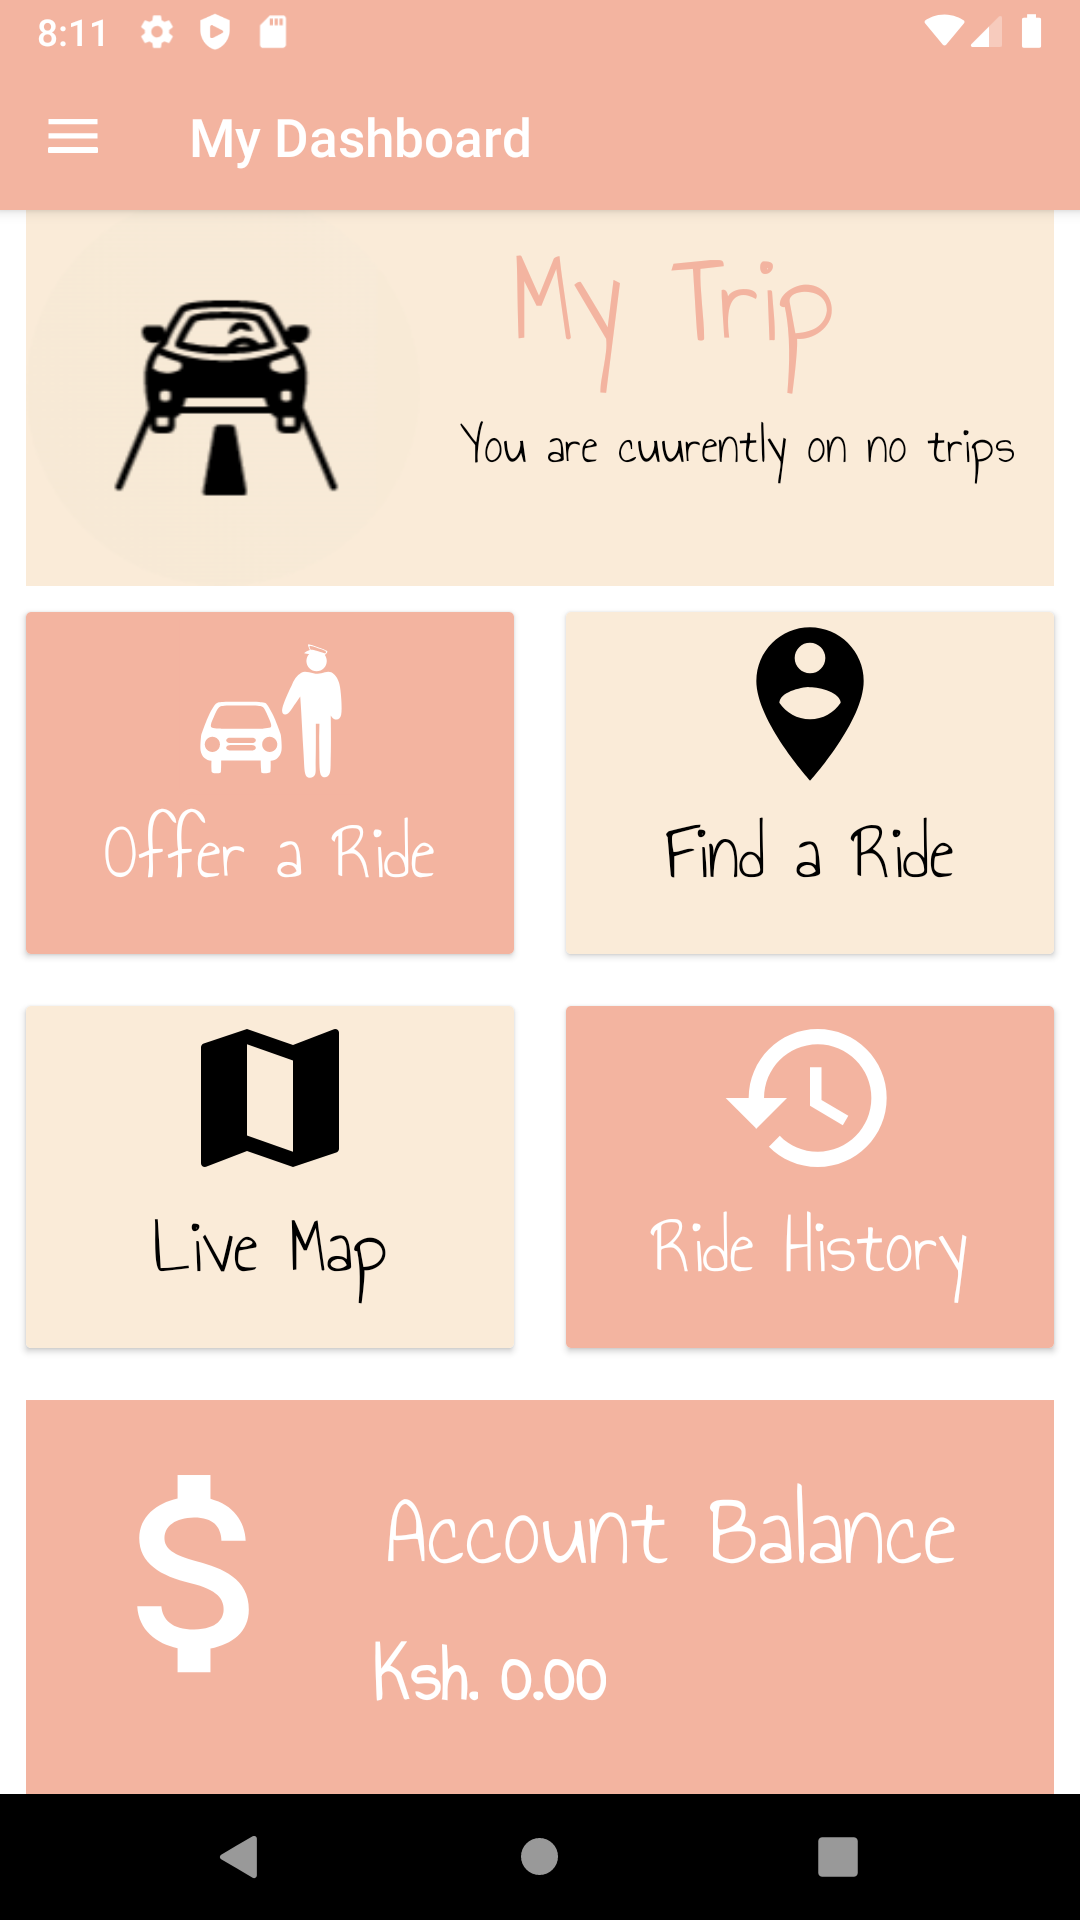 8:11
My Dashboard
My Trip
You are cuurently on no trips
Offer a Ride
Find a Ride
Live Map
Ride History
Account Balance
Ksh. 0.00